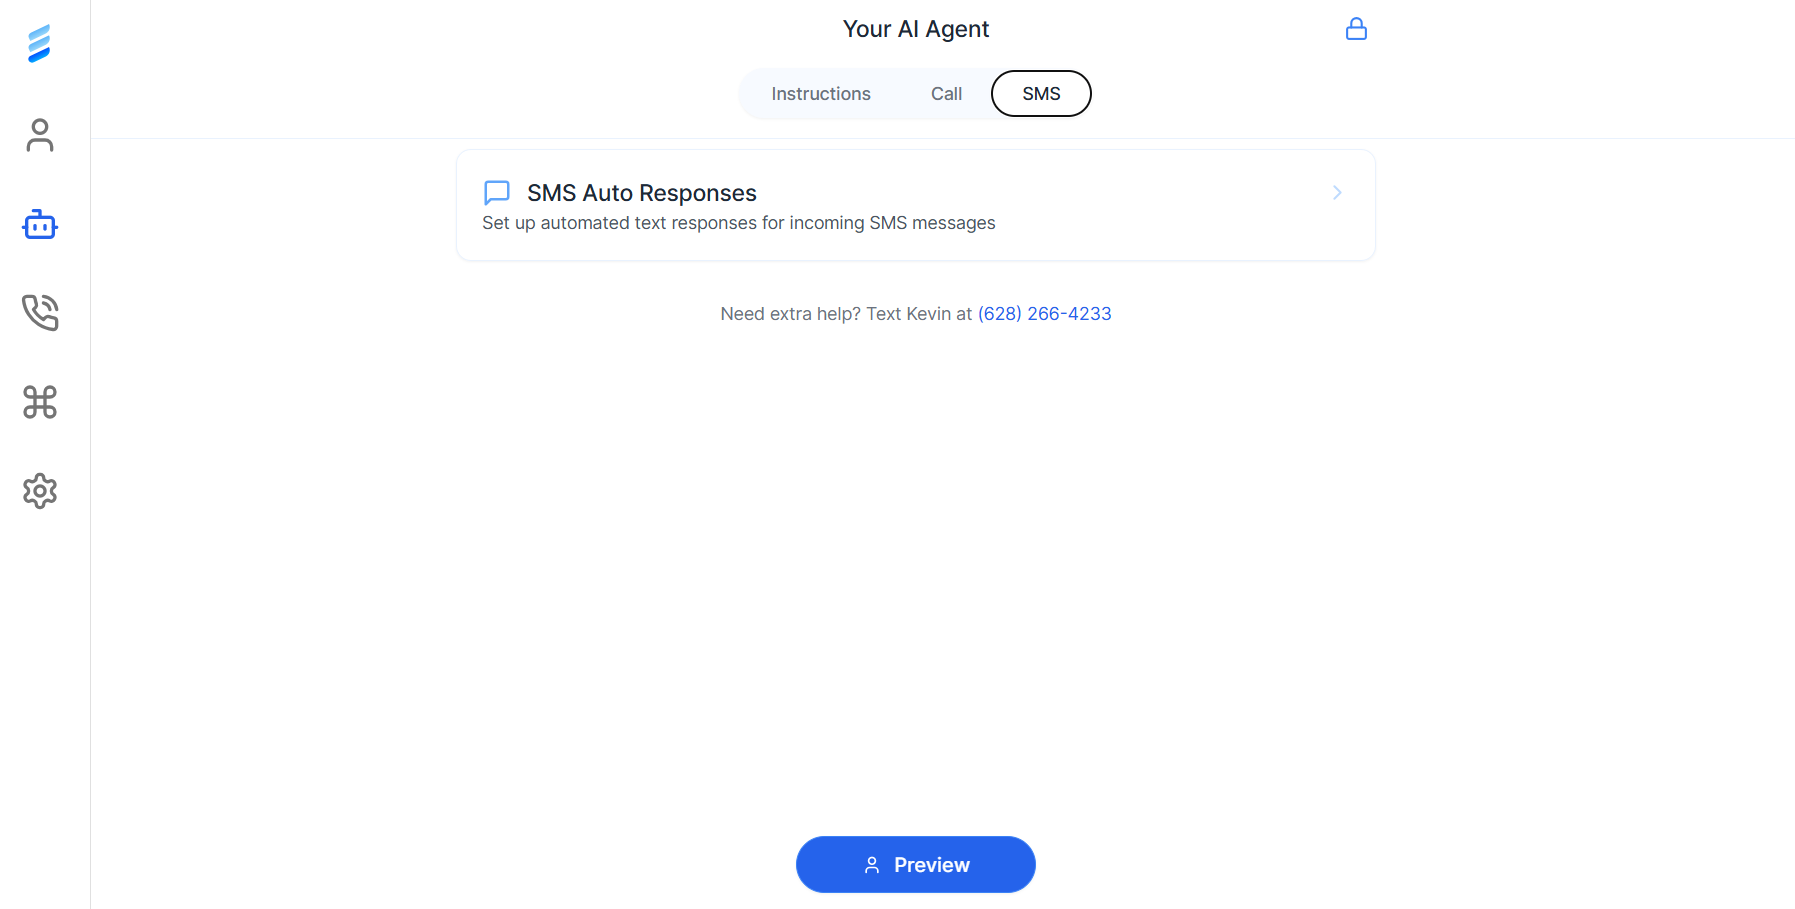 Your AI Agent
Instructions
Call
SMS
SMS Auto Responses
Set up automated text responses for incoming SMS messages
Need extra help? Text Kevin at (628) 266-4233
Preview